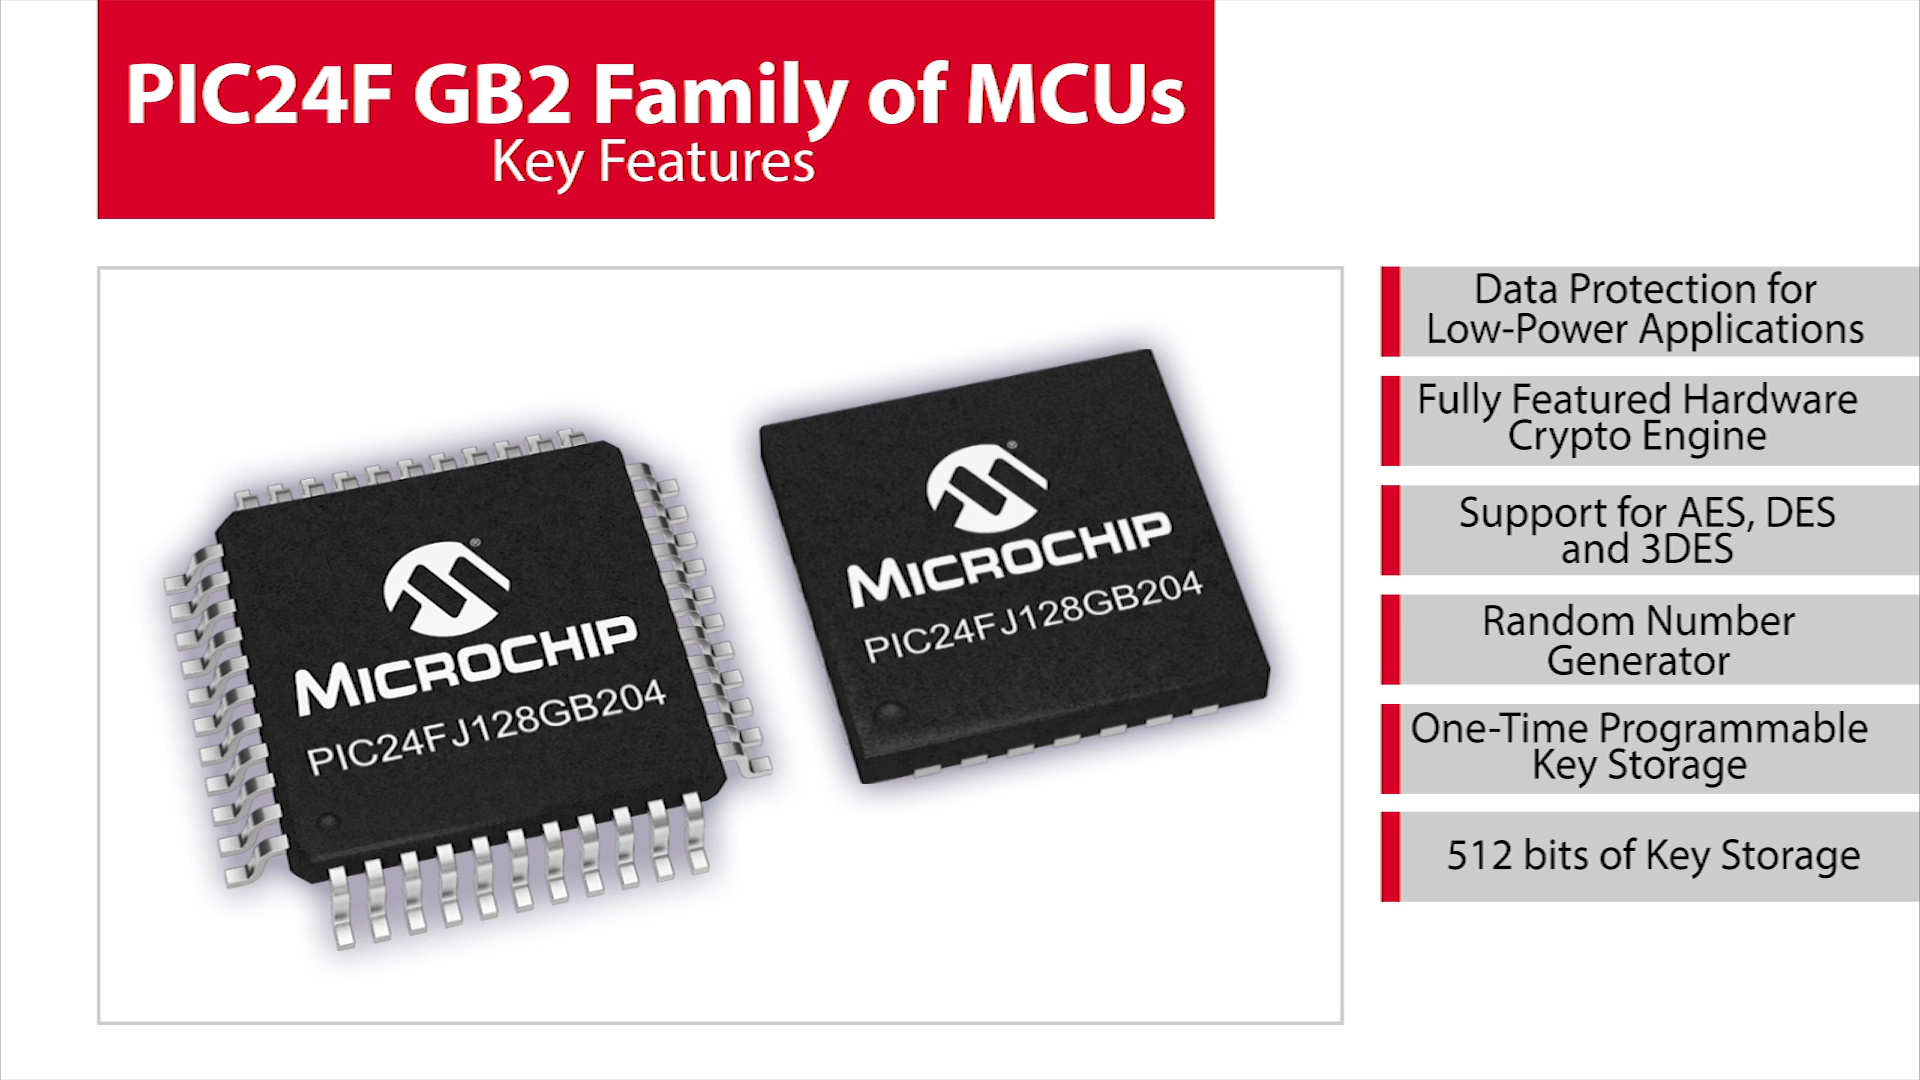 PIC24F GB2 Family of MCUs
Key Features
Data Protection for
Low-Power Applications
Fully Featured Hardware
Crypto Engine
Support for AES, DES
and 3DES
Random Number
Generator
One-Time Programmable
Key Storage
512 bits of Key Storage
MICROCHIP
PIC24FJ128GB204
MICROCHIP
PIC24FJ128GB204